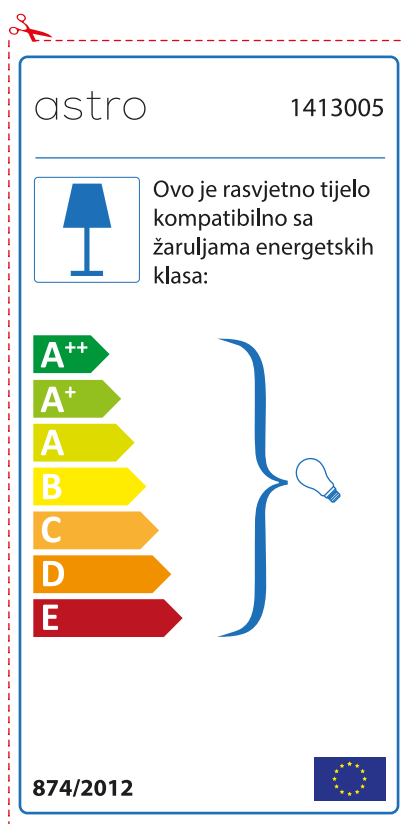 astro
1413005
Ovo je rasvjetno tijelo
kompatibilno sa
žaruljama energetskih
klasa:
A++
A+
A
B
C
D
E
874/2012